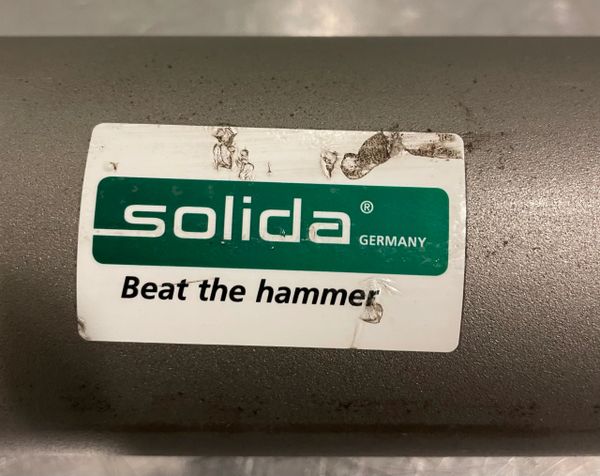 solida®
GERMANY
Beat the hammer